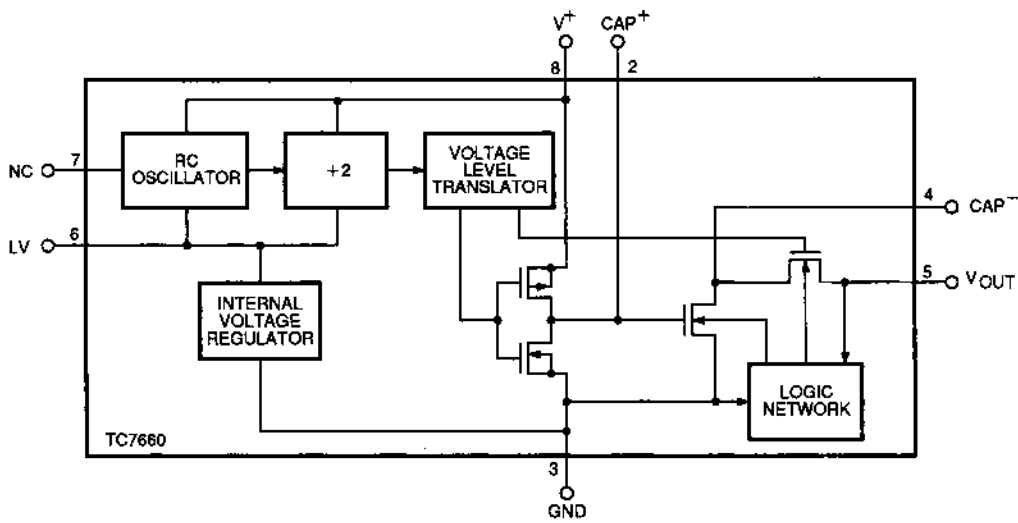 V+
CAP+
8
2
NC
7
RC
OSCILLATOR
+2
VOLTAGE
LEVEL
TRANSLATOR
4
CAP−
LV
6
5
VOUT
INTERNAL
VOLTAGE
REGULATOR
LOGIC
NETWORK
TC7660
3
GND